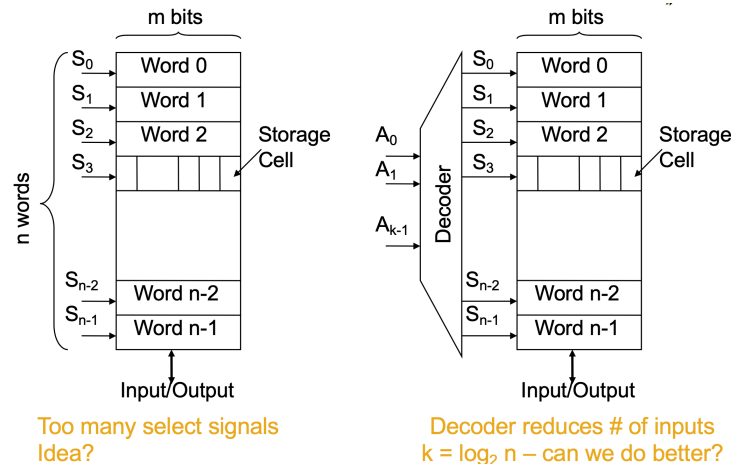 m bits
S0
Word 0
S1
Word 1
S2
Word 2
S3
Storage
Cell
n words
Sn-2
Word n-2
Sn-1
Word n-1
Input/Output
Too many select signals
Idea?
m bits
S0
Word 0
S1
Word 1
A0
S2
Word 2
A1
S3
Storage
Cell
Ak-1
Decoder
Sn-2
Word n-2
Sn-1
Word n-1
Input/Output
Decoder reduces # of inputs
k = log2 n – can we do better?